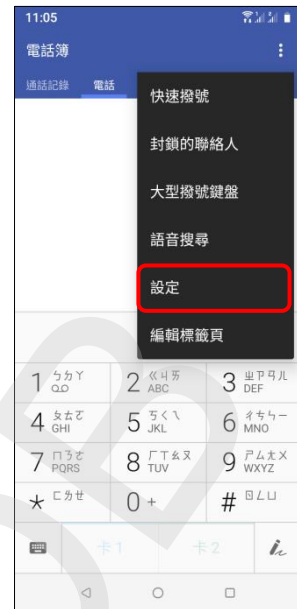 11:05
電話簿
通話記錄 電話
快速撥號
封鎖的聯絡人
大型撥號鍵盤
語音搜尋
設定
編輯標籤頁
1 ㄅㄉㄚ
2 ㄍㄐㄞ ABC
3 ㄓㄗㄢㄦ DEF
4 ㄆㄊㄛ GHI
5 ㄎㄑㄟ JKL
6 ㄔㄘㄣㄧ MNO
7 ㄇㄋㄜ PQRS
8 ㄏㄒㄠㄡ TUV
9 ㄕㄙㄤㄨ WXYZ
* ㄈㄌㄝ
0 +
# ㄖㄥㄩ
卡 1 卡 2